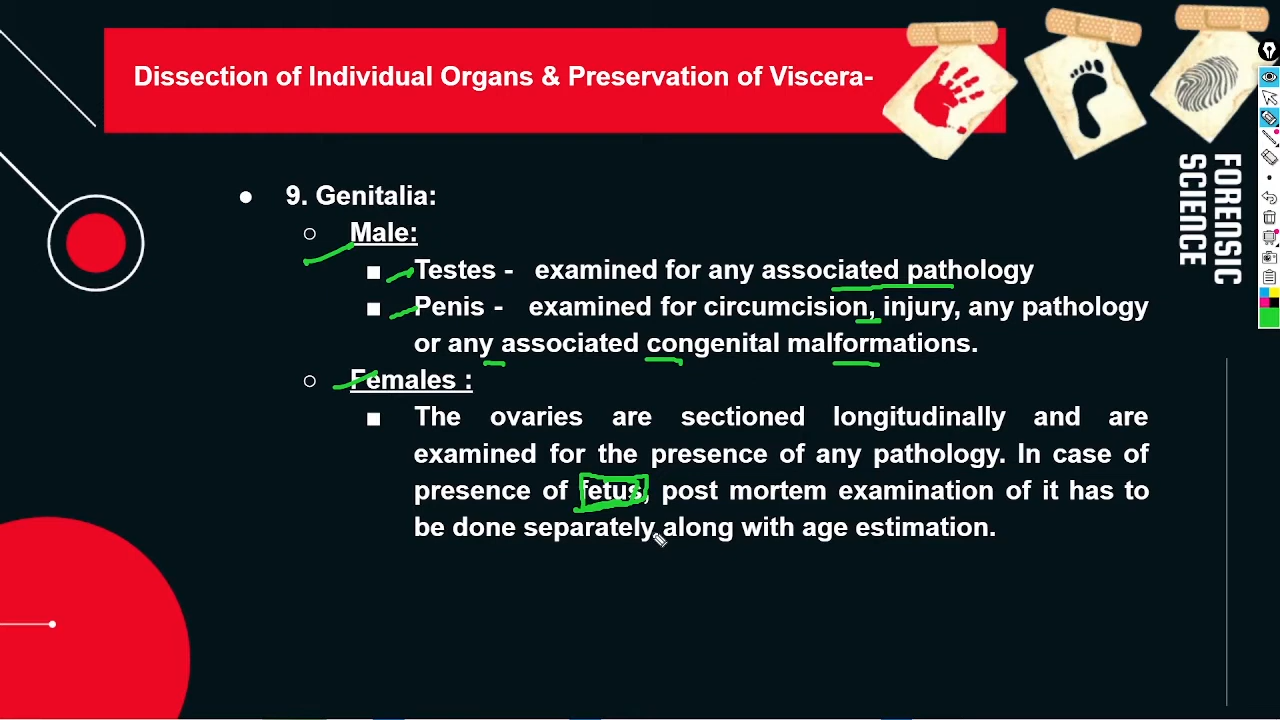 Dissection of Individual Organs & Preservation of Viscera-
FORENSIC
SCIENCE
● 9. Genitalia:
○ Male:
■ Testes - examined for any associated pathology
■ Penis - examined for circumcision, injury, any pathology
or any associated congenital malformations.
○ Females :
■ The ovaries are sectioned longitudinally and are
examined for the presence of any pathology. In case of
presence of fetus, post mortem examination of it has to
be done separately along with age estimation.